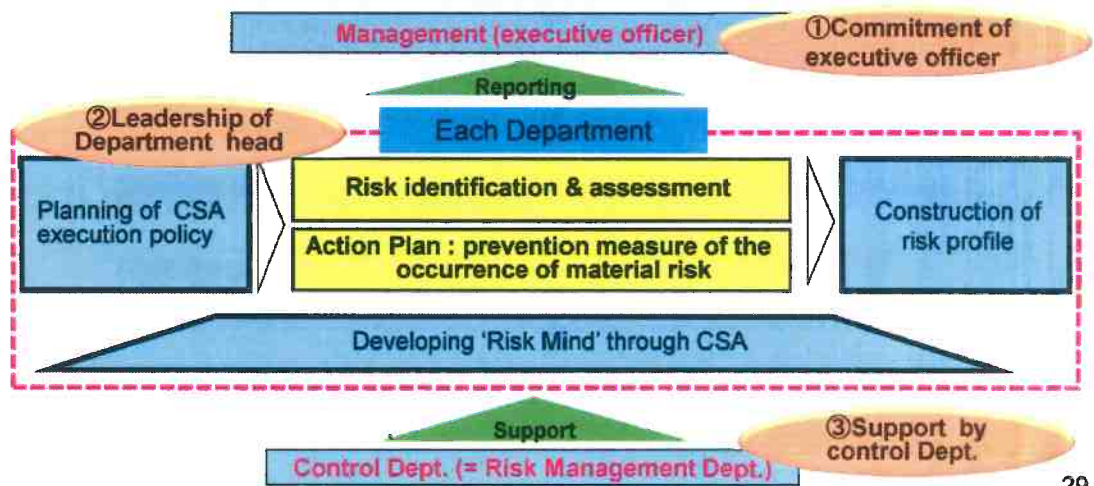 Management (executive officer)
①Commitment of
executive officer
Reporting
②Leadership of
Department head
Each Department
Planning of CSA
execution policy
Risk identification & assessment
Action Plan : prevention measure of the
occurrence of material risk
Construction of
risk profile
Developing 'Risk Mind' through CSA
Support
③Support by
control Dept.
Control Dept. (= Risk Management Dept.)
29